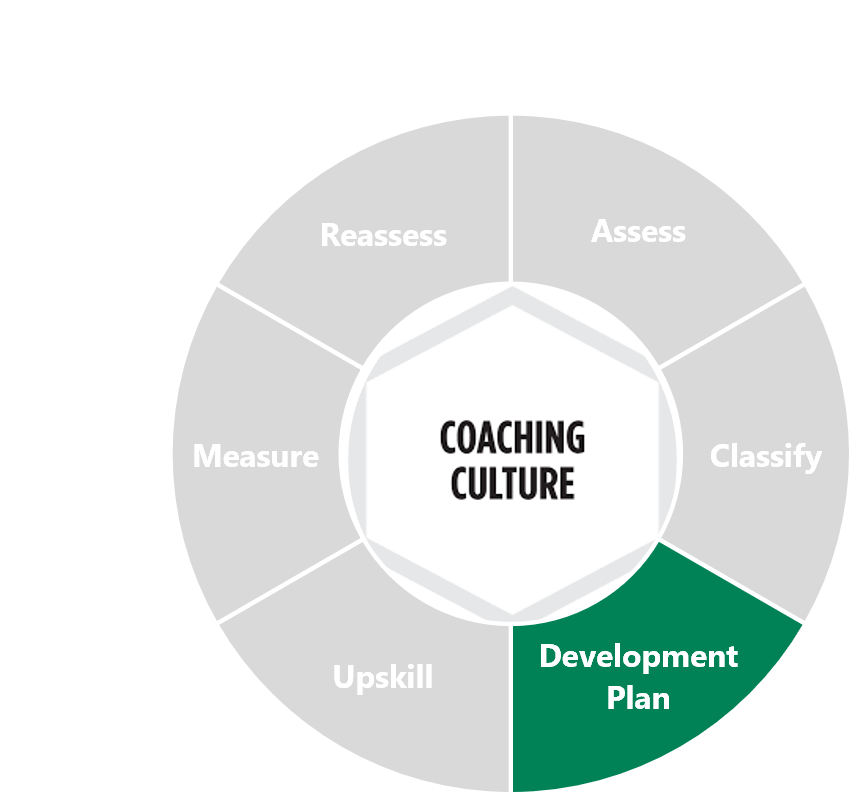 Reassess
Assess
Measure
COACHING
CULTURE
Classify
Upskill
Development
Plan